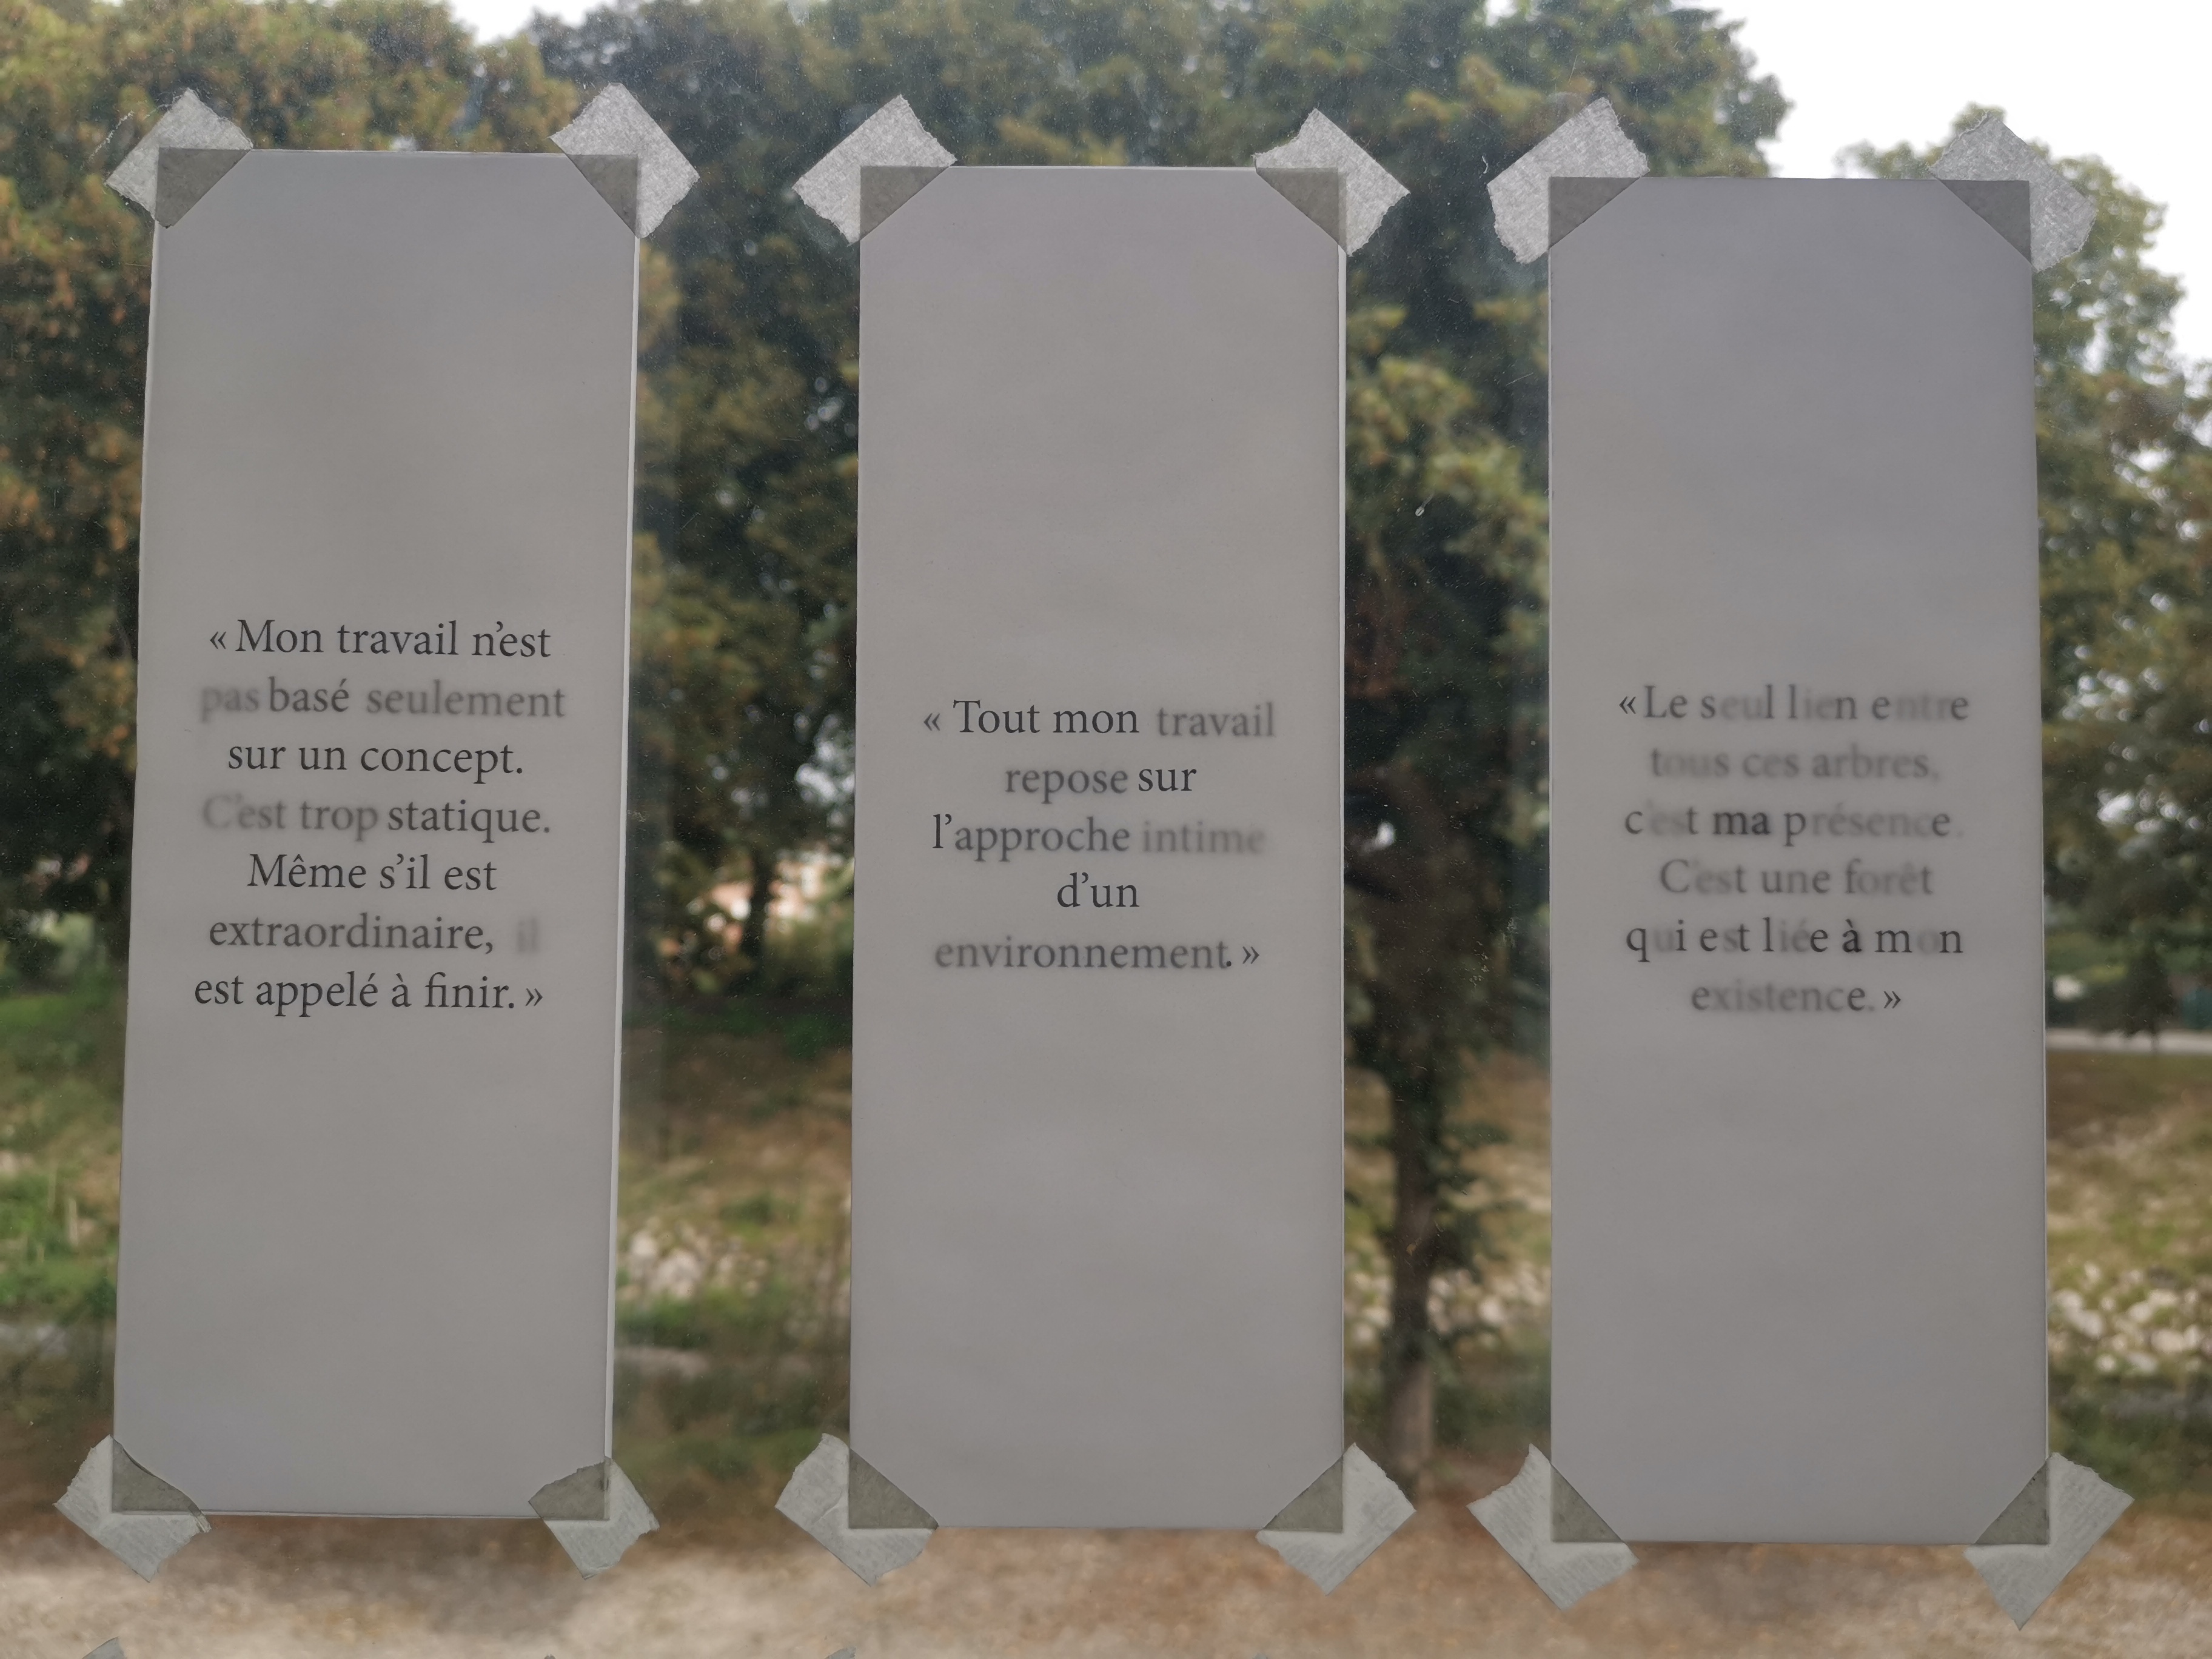 « Mon travail n'est
pas basé seulement
sur un concept.
C'est trop statique.
Même s'il est
extraordinaire, il
est appelé à finir. »
« Tout mon travail
repose sur
l'approche intime
d'un
environnement. »
« Le seul lien entre
tous ces arbres,
c'est ma présence.
C'est une forêt
qui est liée à mon
existence. »